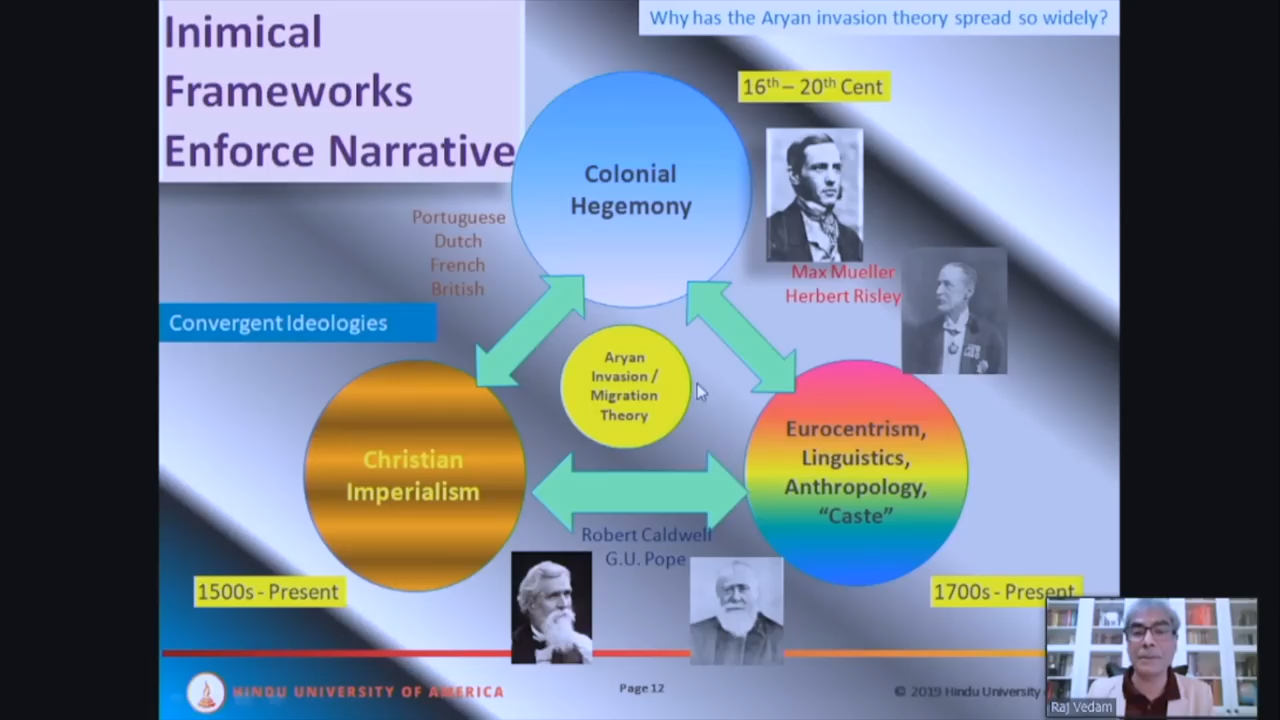 Inimical
Frameworks
Enforce Narrative
Why has the Aryan invasion theory spread so widely?
16th – 20th Cent
Colonial
Hegemony
Portuguese
Dutch
French
British
Max Mueller
Herbert Risley
Convergent Ideologies
Aryan
Invasion /
Migration
Theory
Christian
Imperialism
Eurocentrism,
Linguistics,
Anthropology,
“Caste”
Robert Caldwell
G.U. Pope
1500s - Present
1700s - Present
HINDU UNIVERSITY OF AMERICA
Page 12
© 2019 Hindu University
Raj Vedam